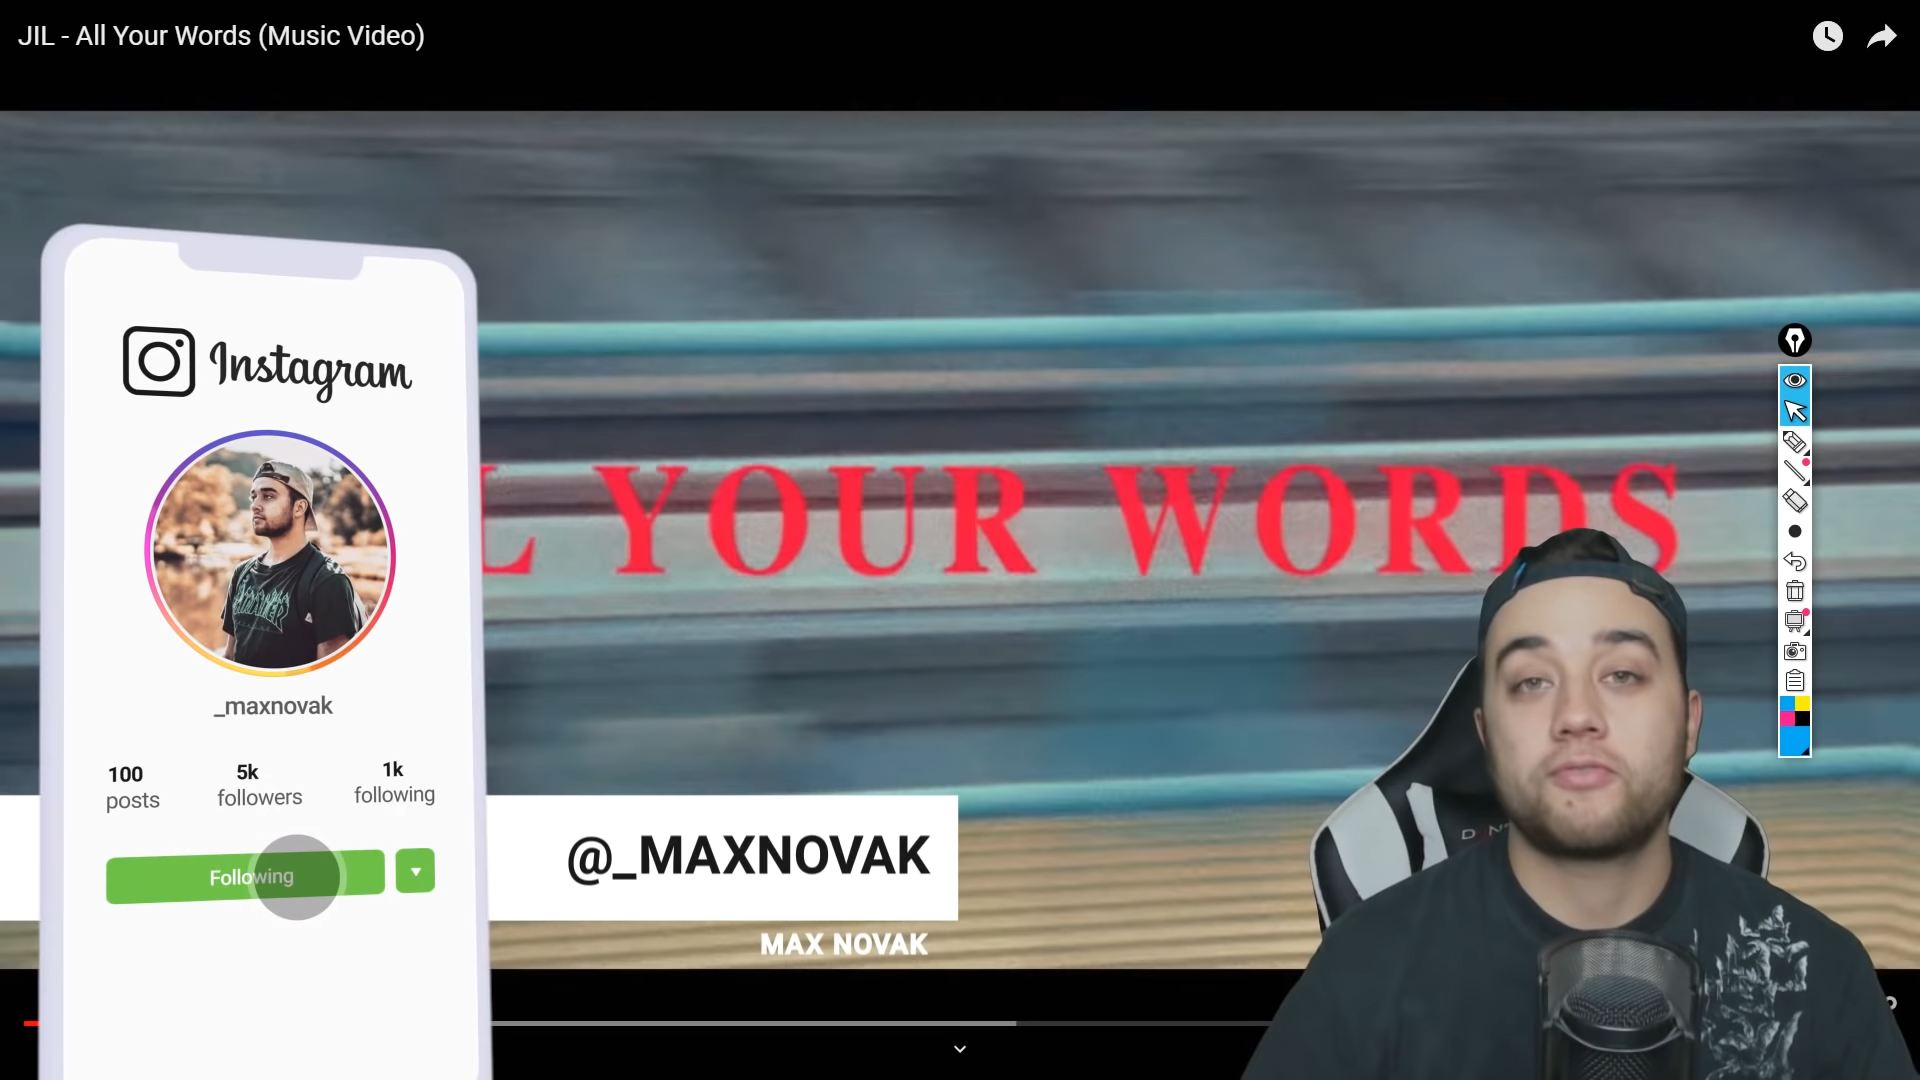 JIL - All Your Words (Music Video)
Instagram
L YOUR WORDS
_maxnovak
100 posts
5k followers
1k following
Following
@_MAXNOVAK
MAX NOVAK